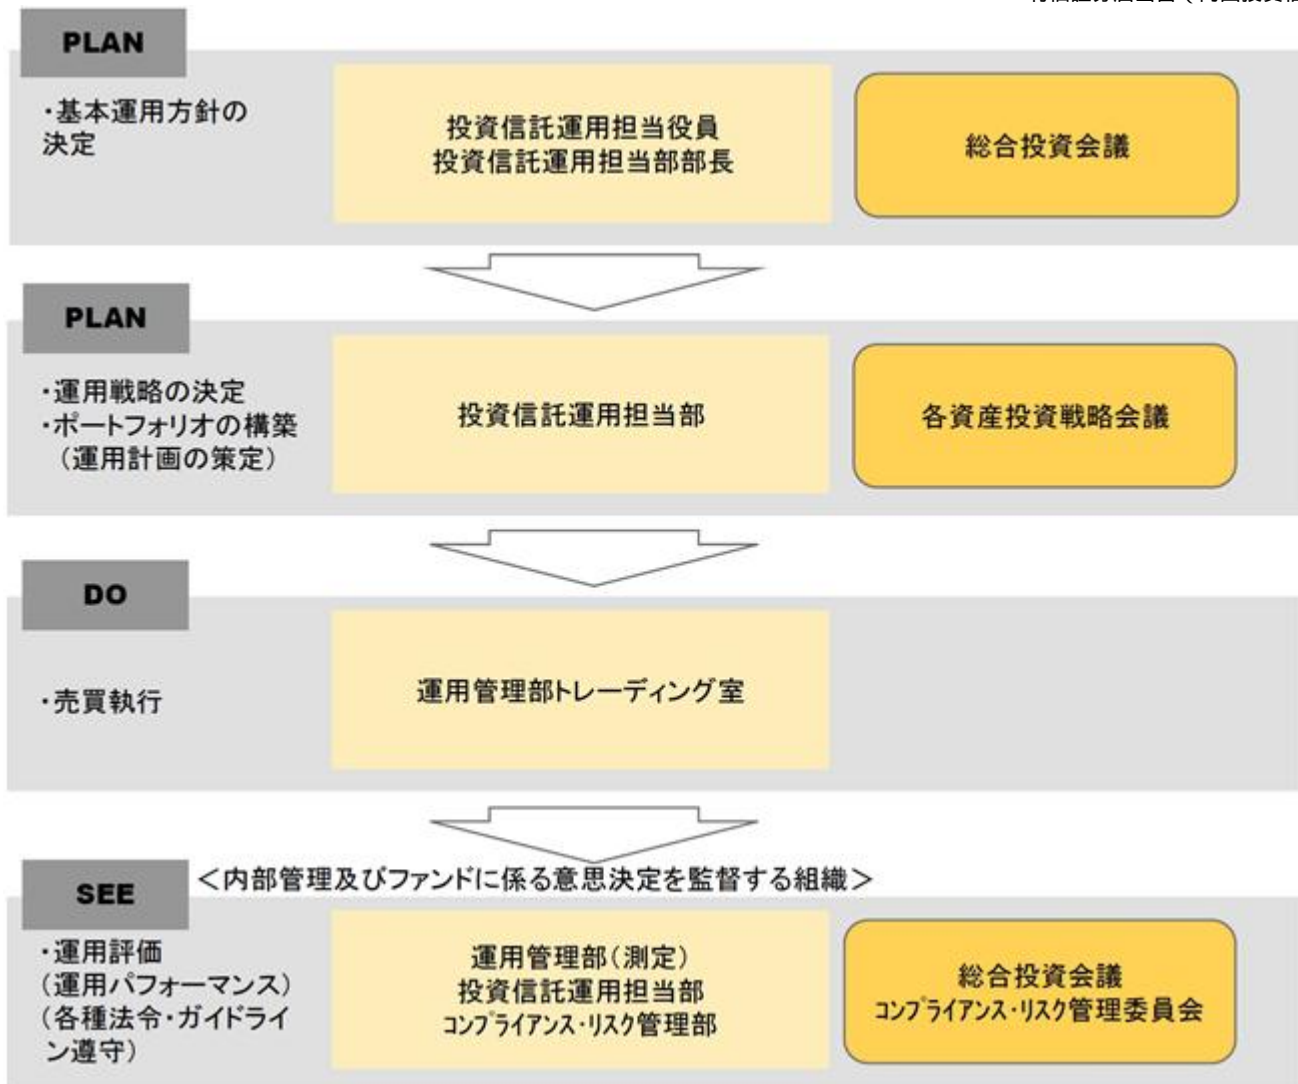 PLAN
・基本運用方針の
決定
投資信託運用担当役員
投資信託運用担当部部長
総合投資会議
PLAN
・運用戦略の決定
・ポートフォリオの構築
（運用計画の策定）
投資信託運用担当部
各資産投資戦略会議
DO
・売買執行
運用管理部トレーディング室
SEE
＜内部管理及びファンドに係る意思決定を監督する組織＞
・運用評価
（運用パフォーマンス）
（各種法令・ガイドライ
ン遵守）
運用管理部（測定）
投資信託運用担当部
ｺﾝﾌﾟﾗｲｱﾝｽ・ﾘｽｸ管理部
総合投資会議
ｺﾝﾌﾟﾗｲｱﾝｽ・ﾘｽｸ管理委員会